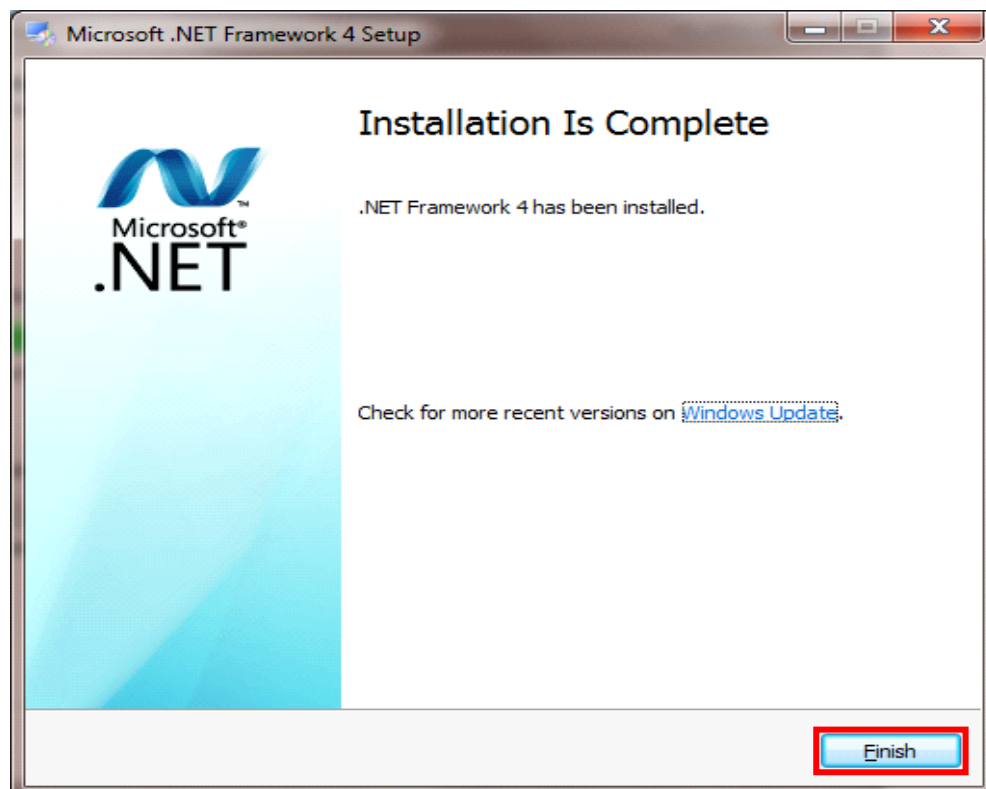 Microsoft .NET Framework 4 Setup
Installation Is Complete
.NET Framework 4 has been installed.
Microsoft®
.NET™
Check for more recent versions on Windows Update.
Finish